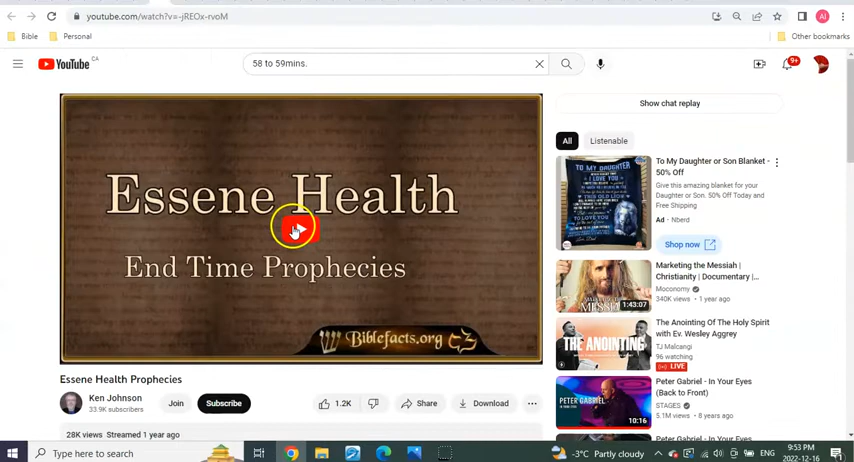 youtube.com/watch?v=-jREOx-rvoM
AI
Bible
Personal
Other bookmarks
YouTube CA
58 to 59mins.
9+
Essene Health
End Time Prophecies
Biblefacts.org
Essene Health Prophecies
Ken Johnson
33.9K subscribers
Join
Subscribe
1.2K
Share
Download
28K views Streamed 1 year ago
Show chat replay
All
Listenable
To My Daughter or Son Blanket -
50% Off
Give this amazing blanket for your
Daughter or Son. 50% Off Today and
Free Shipping
Ad · Nberd
Shop now
Marketing the Messiah |
Christianity | Documentary |...
Moconomy
340K views • 1 year ago
1:43:07
The Anointing Of The Holy Spirit
with Ev. Wesley Aggrey
TJ Malcangi
96 watching
LIVE
THE ANOINTING
Peter Gabriel - In Your Eyes
(Back to Front)
STAGES
5.1M views • 8 years ago
10:16
PETER GABRIEL
Type here to search
-3°C Partly cloudy
ENG
9:53 PM
2022-12-16
1